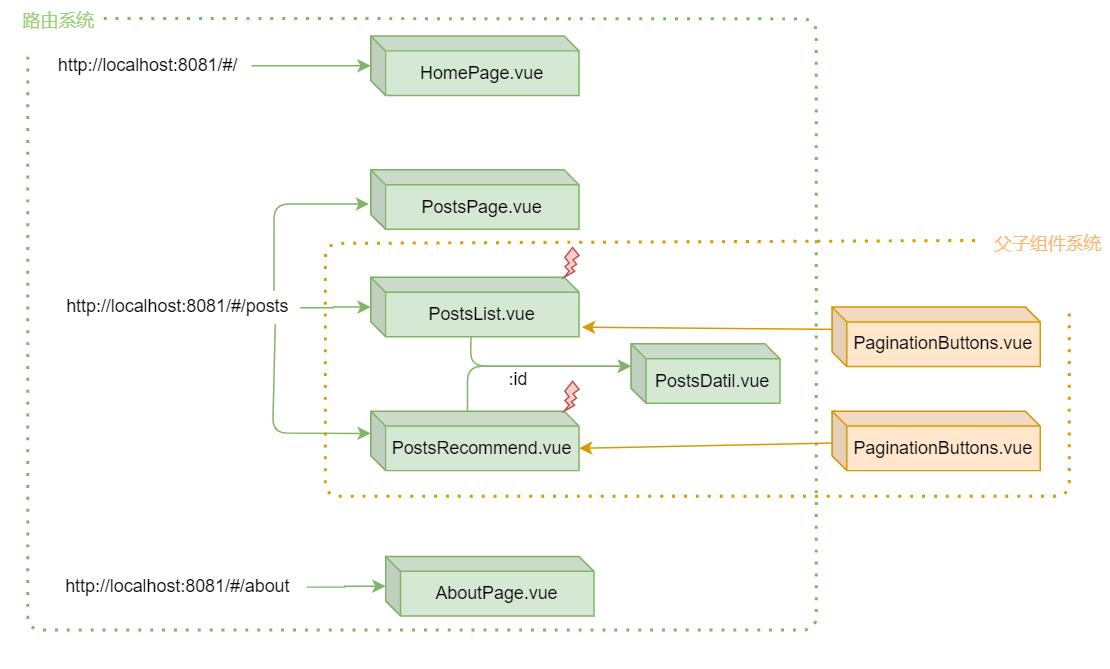 路由系统
http://localhost:8081/#/
HomePage.vue
PostsPage.vue
父子组件系统
http://localhost:8081/#/posts
PostsList.vue
PaginationButtons.vue
:id
PostsDatil.vue
PostsRecommend.vue
PaginationButtons.vue
http://localhost:8081/#/about
AboutPage.vue